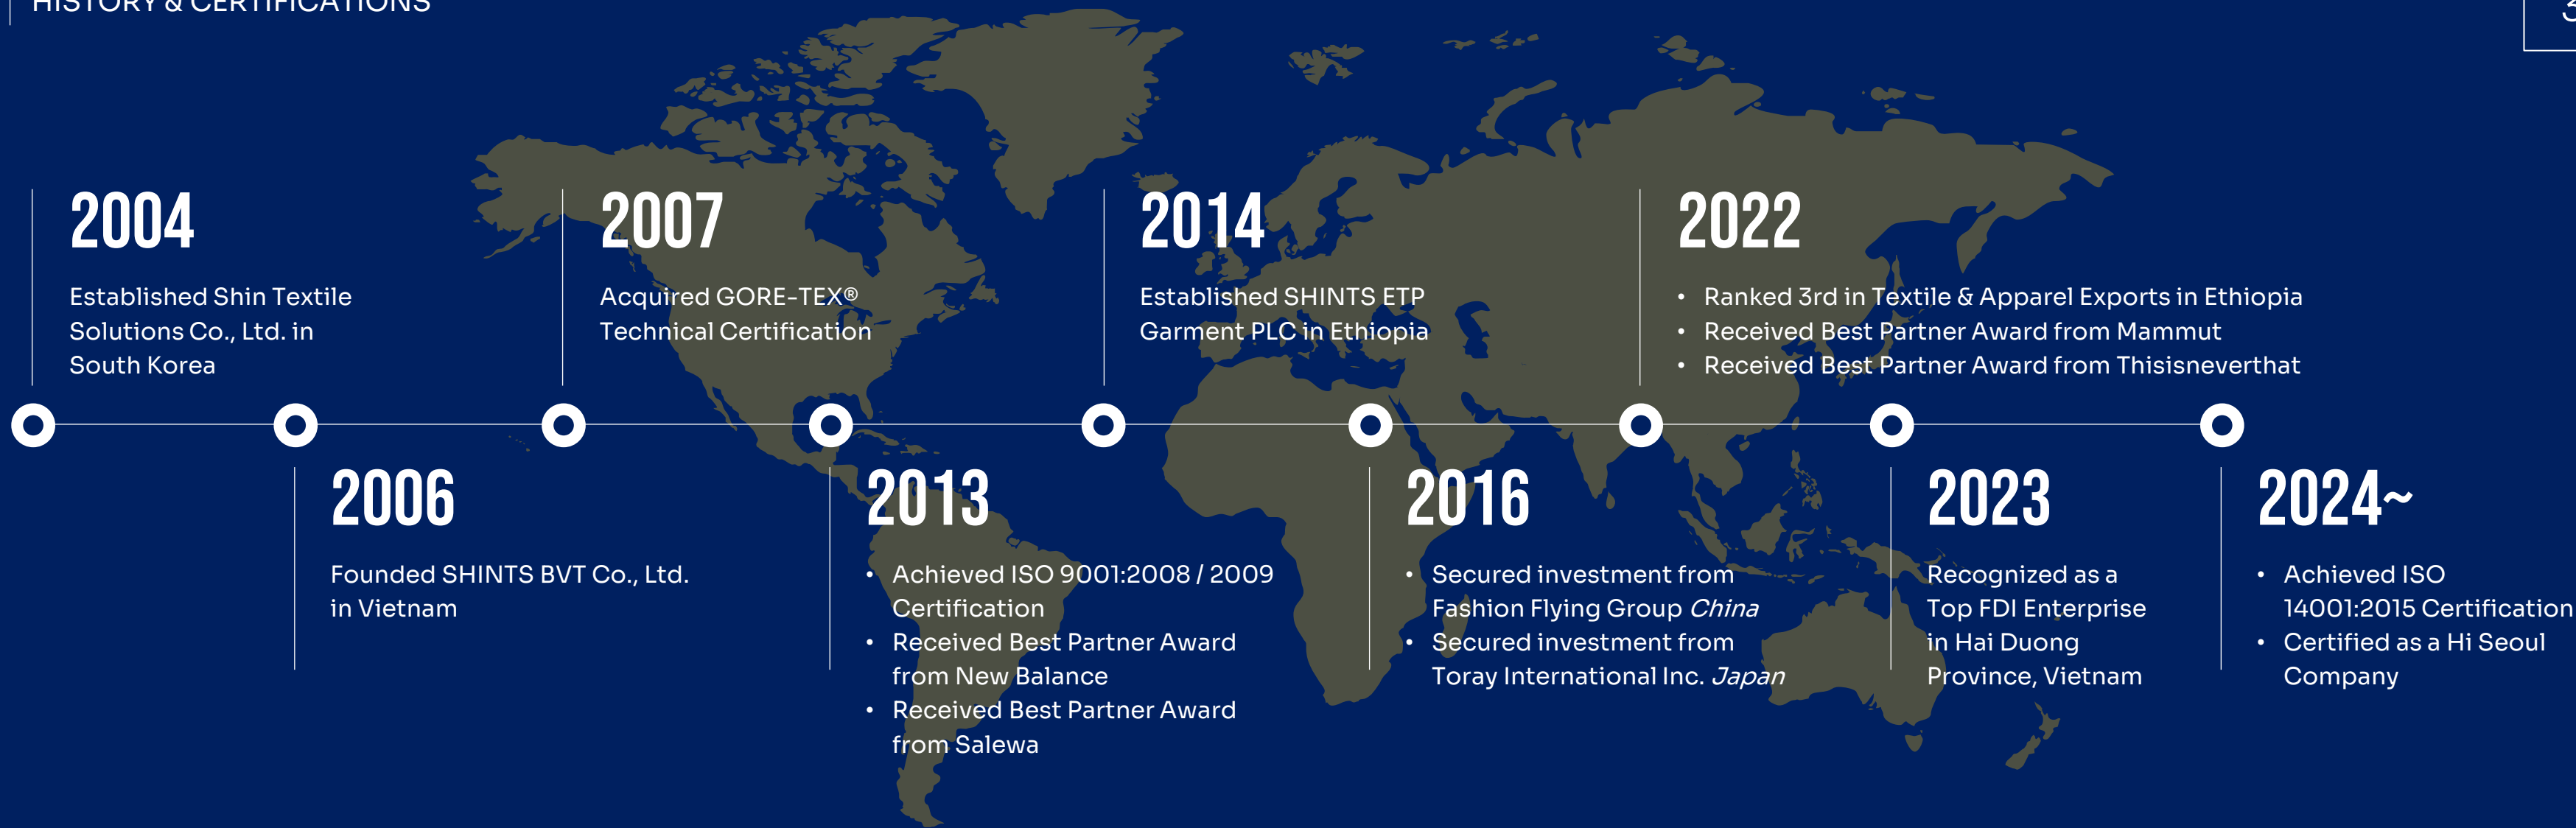 HISTORY & CERTIFICATIONS
3
2004
Established Shin Textile
Solutions Co., Ltd. in
South Korea
2006
Founded SHINTS BVT Co., Ltd.
in Vietnam
2007
Acquired GORE-TEX®
Technical Certification
2013
• Achieved ISO 9001:2008 / 2009
Certification
• Received Best Partner Award
from New Balance
• Received Best Partner Award
from Salewa
2014
Established SHINTS ETP
Garment PLC in Ethiopia
2016
• Secured investment from
Fashion Flying Group China
• Secured investment from
Toray International Inc. Japan
2022
• Ranked 3rd in Textile & Apparel Exports in Ethiopia
• Received Best Partner Award from Mammut
• Received Best Partner Award from Thisisneverthat
2023
Recognized as a
Top FDI Enterprise
in Hai Duong
Province, Vietnam
2024~
• Achieved ISO
14001:2015 Certification
• Certified as a Hi Seoul
Company